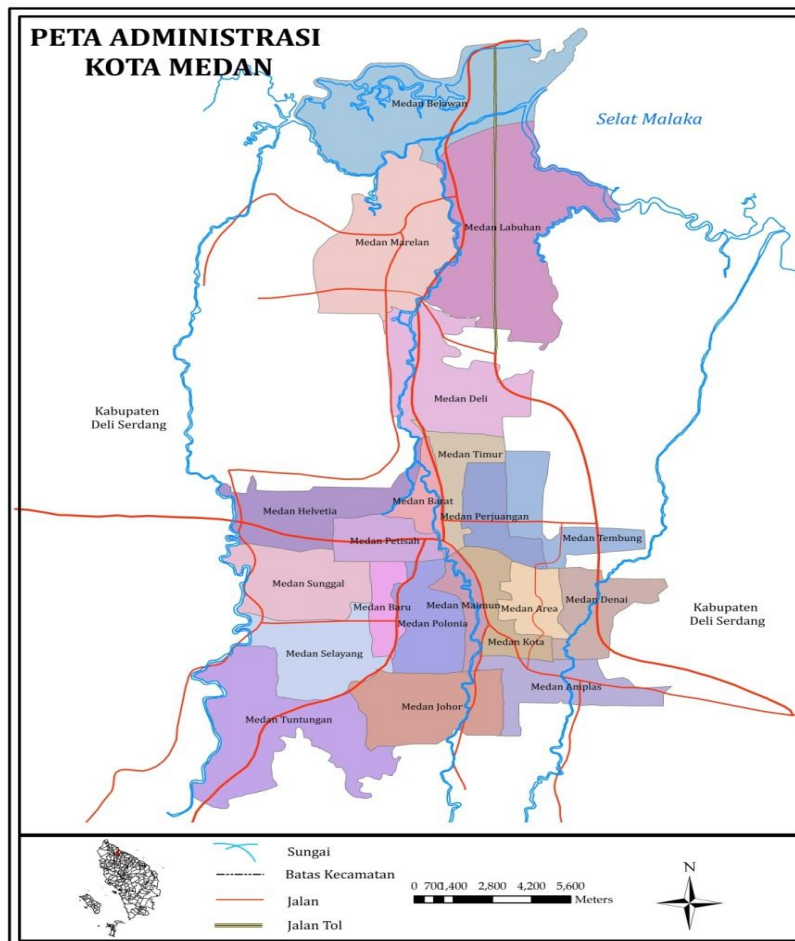 PETA ADMINISTRASI
KOTA MEDAN
Medan Belawan
Selat Malaka
Medan Labuhan
Medan Marelan
Medan Deli
Kabupaten
Deli Serdang
Medan Timur
Medan Barat
Medan Helvetia
Medan Perjuangan
Medan Petisah
Medan Tembung
Medan Sunggal
Medan Baru
Medan Maimun
Medan Area
Medan Denai
Medan Polonia
Kabupaten
Deli Serdang
Medan Kota
Medan Selayang
Medan Amplas
Medan Johor
Medan Tuntungan
Sungai
Batas Kecamatan
Jalan
Jalan Tol
0 700 1,400 2,800 4,200 5,600
Meters
N